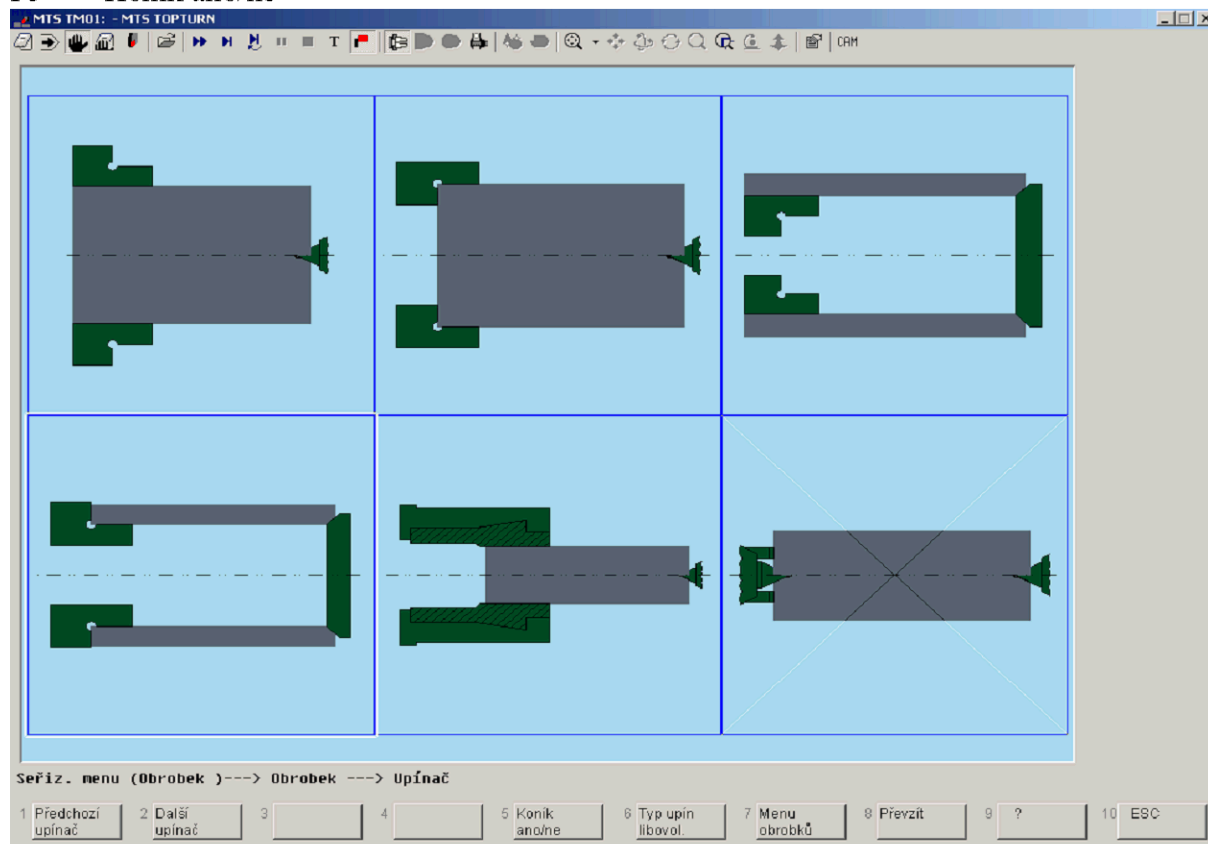 MTS TM01: - MTS TOPTURN
T CAM
Seřiz. menu (Obrobek )---> Obrobek ---> Upínač
1 Předchozí upínač 2 Další upínač 3 4 5 Koník ano/ne 6 Typ upín libovol. 7 Menu obrobků 8 Převzít 9 ? 10 ESC